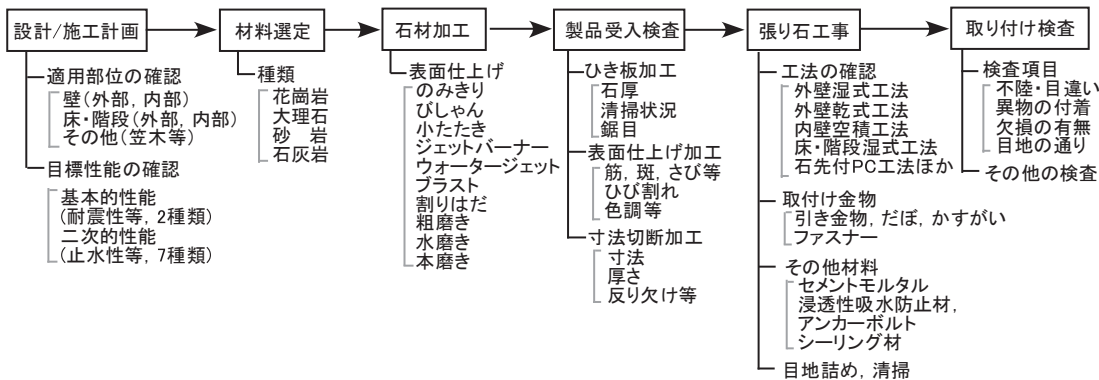 設計/施工計画
適用部位の確認
壁(外部, 内部)
床・階段(外部, 内部)
その他(笠木等)
目標性能の確認
基本的性能
(耐震性等, 2種類)
二次的性能
(止水性等, 7種類)
材料選定
種類
花崗岩
大理石
砂 岩
石灰岩
石材加工
表面仕上げ
のみきり
びしゃん
小たたき
ジェットバーナー
ウォータージェット
ブラスト
割りはだ
粗磨き
水磨き
本磨き
製品受入検査
ひき板加工
石厚
清掃状況
鋸目
表面仕上げ加工
筋, 斑, さび等
ひび割れ
色調等
寸法切断加工
寸法
厚さ
反り欠け等
張り石工事
工法の確認
外壁湿式工法
外壁乾式工法
内壁空積工法
床・階段湿式工法
石先付PC工法ほか
取付け金物
引き金物, だぼ, かすがい
ファスナー
その他材料
セメントモルタル
浸透性吸水防止材,
アンカーボルト
シーリング材
目地詰め, 清掃
取り付け検査
検査項目
不陸・目違い
異物の付着
欠損の有無
目地の通り
その他の検査